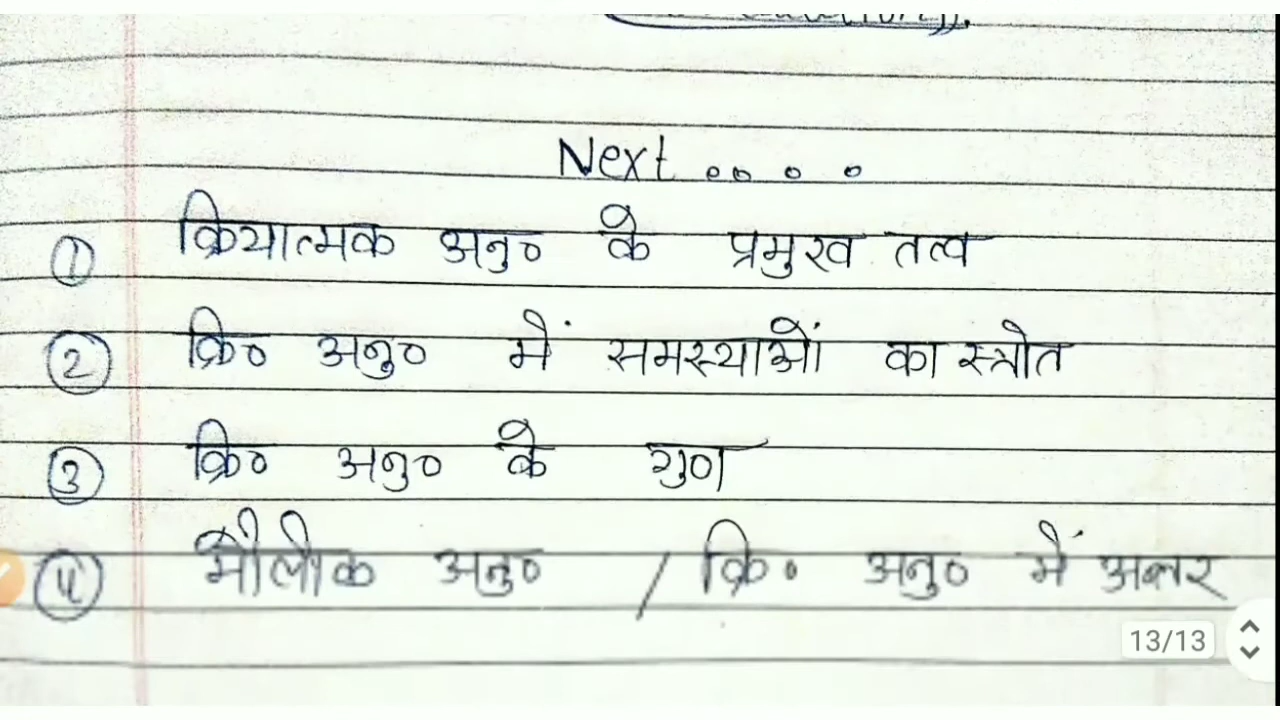 Next . . . .
① क्रियात्मक अनु० के प्रमुख तत्व
② क्रि० अनु० में समस्याओं का स्त्रोत
③ क्रि० अनु० के गुण
④ मौलिक अनु० / क्रि० अनु० में अन्तर
13/13